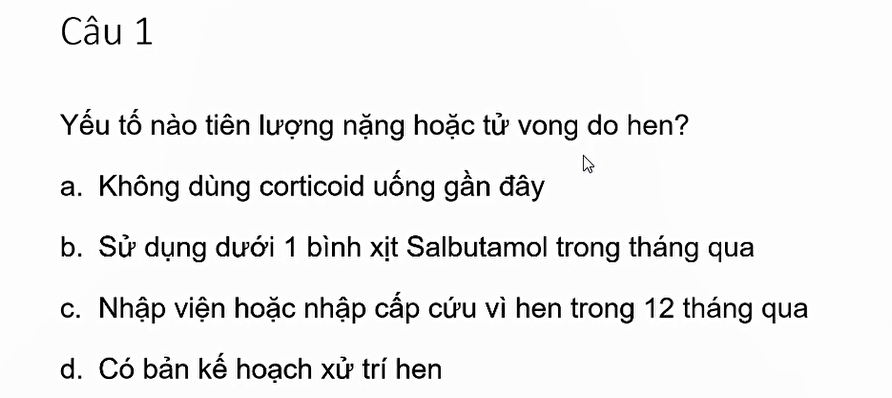 Câu 1
Yếu tố nào tiên lượng nặng hoặc tử vong do hen?
a. Không dùng corticoid uống gần đây
b. Sử dụng dưới 1 bình xịt Salbutamol trong tháng qua
c. Nhập viện hoặc nhập cấp cứu vì hen trong 12 tháng qua
d. Có bản kế hoạch xử trí hen